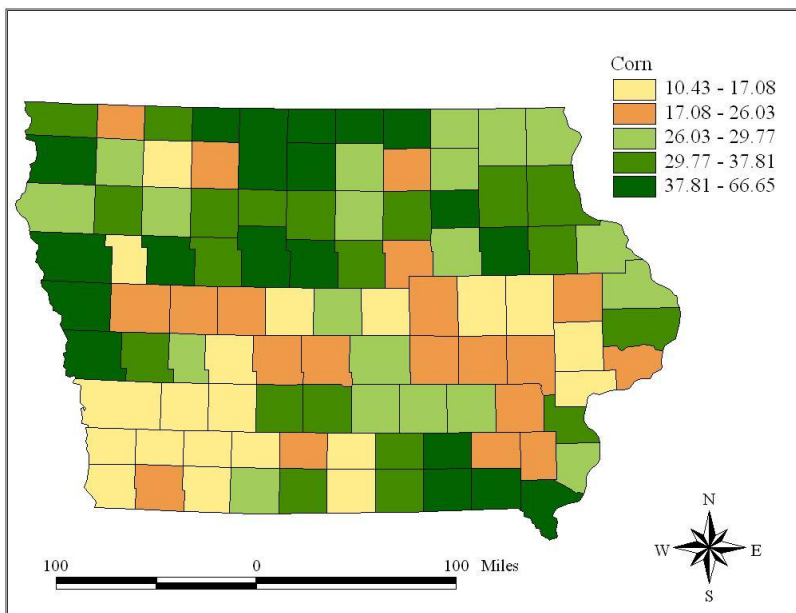 Corn
10.43 - 17.08
17.08 - 26.03
26.03 - 29.77
29.77 - 37.81
37.81 - 66.65
N
W E
S
100 0 100 Miles